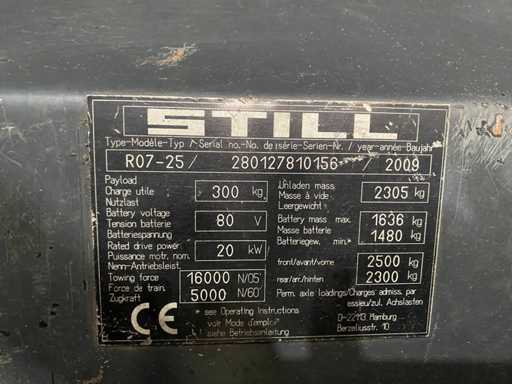 STILL
Type-Modèle-Typ / Serial no.-No. de série-Serien-Nr. / year-année-Baujahr
R07-25 / 280127810156 / 2009
Payload
Charge utile 300 kg
Nutzlast
Battery voltage
Tension batterie 80 V
Batteriespannung
Rated drive power
Puissance motr. nom. 20 kW
Nenn-Antriebsleist.
Towing force 16000 N/05'
Force de train. 5000 N/60'
Zugkraft
Unladen mass
Masse à vide 2305 kg
Leergewicht
Battery mass max. 1636 kg
Masse batterie
Batteriegew. min.* 1480 kg
front/avant/vorne 2500 kg
rear/arr./hinten 2300 kg
Perm. axle loadings/Charges admiss. par
essieu/zul. Achslasten
CE
* see Operating Instructions
voir Mode d'emploi
siehe Betriebsanleitung
D-22113 Hamburg
Berzeliusstr. 10